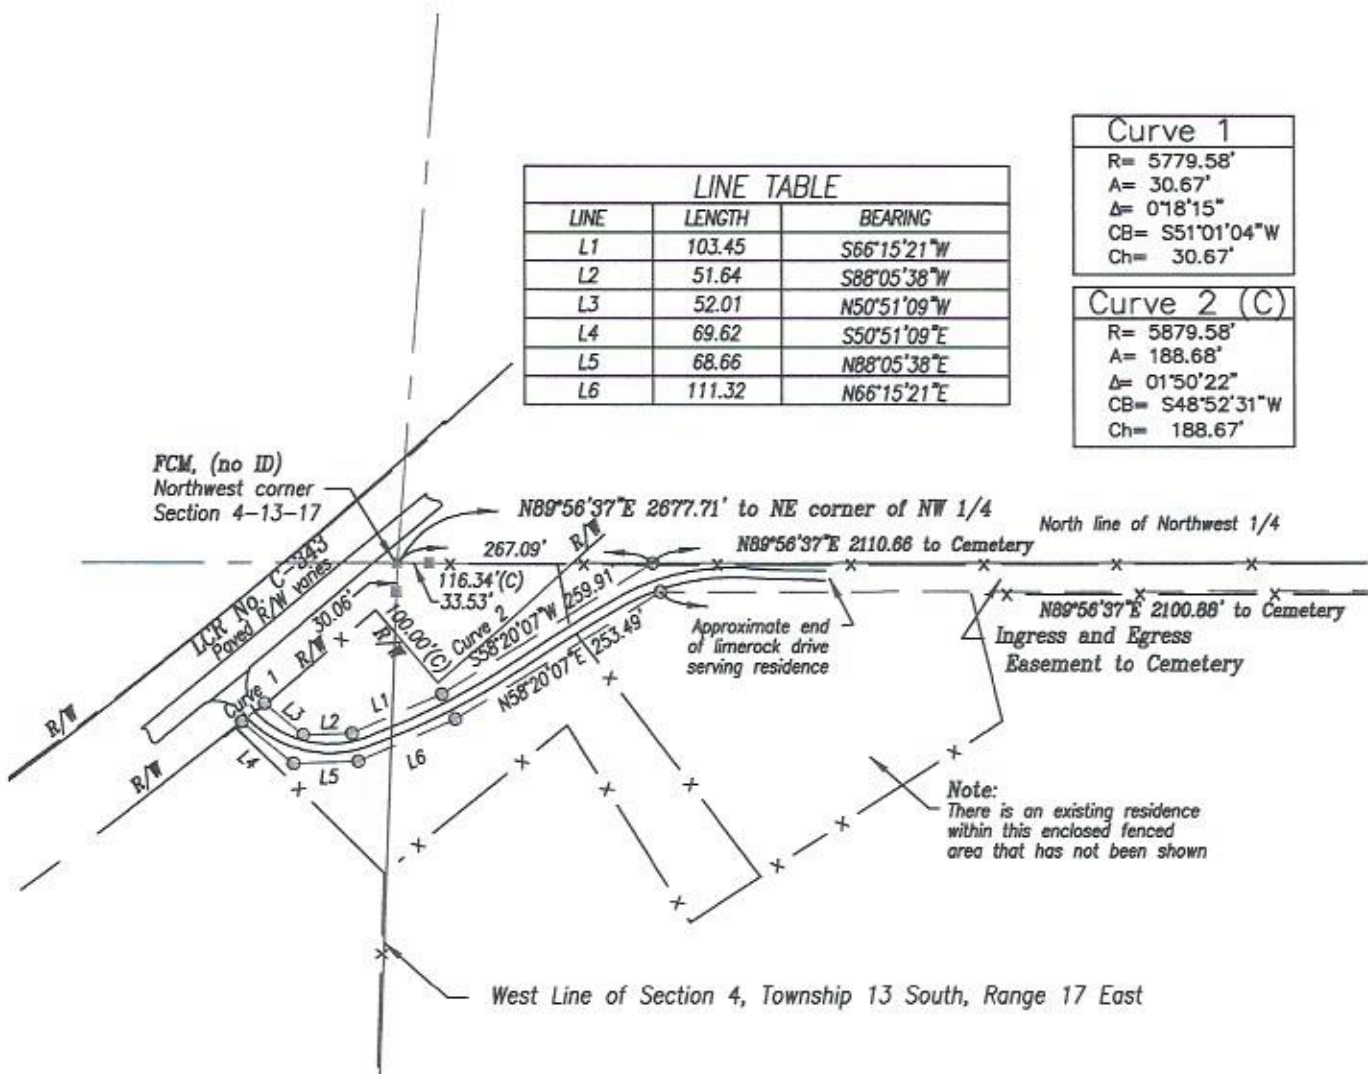 Curve 1
R= 5779.58'
A= 30.67'
Δ= 0°18'15"
CB= S51°01'04"W
Ch= 30.67'
LINE TABLE
LINE LENGTH BEARING
L1 103.45 S66°15'21"W
L2 51.64 S88°05'38"W
L3 52.01 N50°51'09"W
L4 69.62 S50°51'09"E
L5 68.66 N88°05'38"E
L6 111.32 N66°15'21"E
Curve 2 (C)
R= 5879.58'
A= 188.68'
Δ= 01°50'22"
CB= S48°52'31"W
Ch= 188.67'
FCM, (no ID)
Northwest corner
Section 4-13-17
N89°56'37"E 2677.71' to NE corner of NW 1/4
North line of Northwest 1/4
LCR No. C-343
Paved R/W varies
267.09'
R/W
N89°56'37"E 2110.66 to Cemetery
116.34'(C)
33.53'
30.06'
100.00'(C)
R/W
R/W
Curve 2
S58°20'07"W 259.91'
N58°20'07"E 253.49'
N89°56'37"E 2100.88' to Cemetery
Approximate end
of limerock drive
serving residence
Ingress and Egress
Easement to Cemetery
Curve 1
R/W
R/W
L1
L2
L3
L4
L5
L6
Note:
There is an existing residence
within this enclosed fenced
area that has not been shown
West Line of Section 4, Township 13 South, Range 17 East